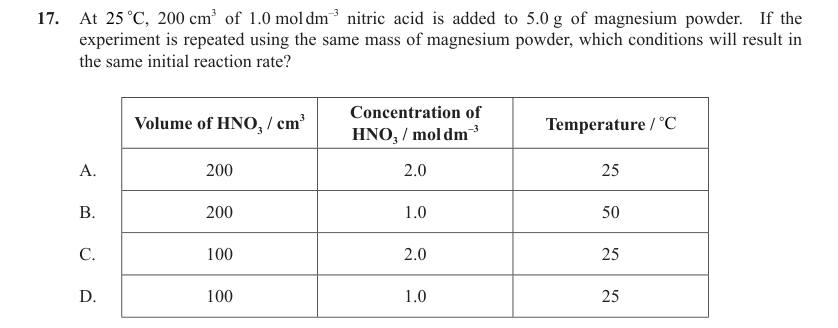 17. At 25 °C, 200 cm³ of 1.0 mol dm⁻³ nitric acid is added to 5.0 g of magnesium powder. If the
experiment is repeated using the same mass of magnesium powder, which conditions will result in
the same initial reaction rate?
Volume of HNO₃ / cm³ Concentration of HNO₃ / mol dm⁻³ Temperature / °C
A. 200 2.0 25
B. 200 1.0 50
C. 100 2.0 25
D. 100 1.0 25